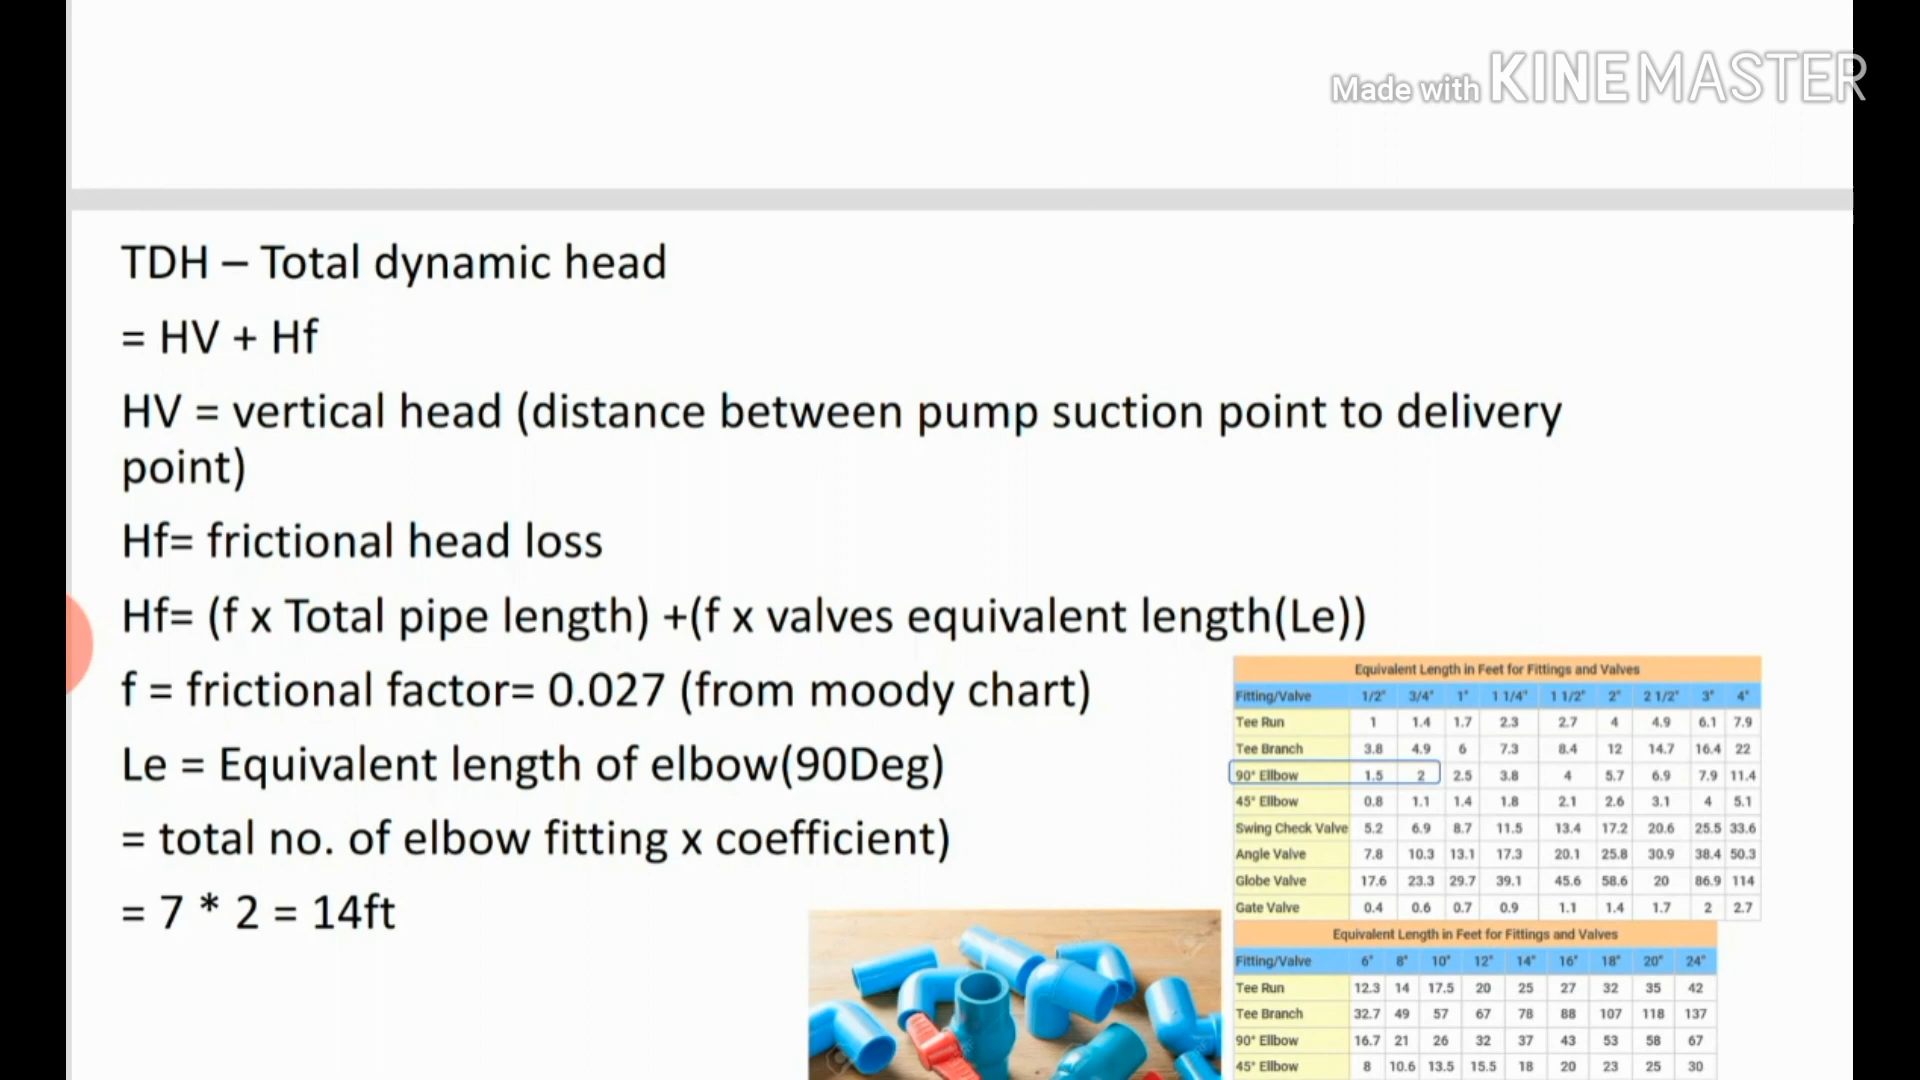 Made with KINEMASTER
TDH – Total dynamic head
= HV + Hf
HV = vertical head (distance between pump suction point to delivery
point)
Hf= frictional head loss
Hf= (f x Total pipe length) +(f x valves equivalent length(Le))
f = frictional factor= 0.027 (from moody chart)
Le = Equivalent length of elbow(90Deg)
= total no. of elbow fitting x coefficient)
= 7 * 2 = 14ft
Equivalent Length in Feet for Fittings and Valves
Fitting/Valve 1/2" 3/4" 1" 1 1/4" 1 1/2" 2" 2 1/2" 3" 4"
Tee Run 1 1.4 1.7 2.3 2.7 4 4.9 6.1 7.9
Tee Branch 3.8 4.9 6 7.3 8.4 12 14.7 16.4 22
90° Ellbow 1.5 2 2.5 3.8 4 5.7 6.9 7.9 11.4
45° Ellbow 0.8 1.1 1.4 1.8 2.1 2.6 3.1 4 5.1
Swing Check Valve 5.2 6.9 8.7 11.5 13.4 17.2 20.6 25.5 33.6
Angle Valve 7.8 10.3 13.1 17.3 20.1 25.8 30.9 38.4 50.3
Globe Valve 17.6 23.3 29.7 39.1 45.6 58.6 20 86.9 114
Gate Valve 0.4 0.6 0.7 0.9 1.1 1.4 1.7 2 2.7
Equivalent Length in Feet for Fittings and Valves
Fitting/Valve 6" 8" 10" 12" 14" 16" 18" 20" 24"
Tee Run 12.3 14 17.5 20 25 27 32 35 42
Tee Branch 32.7 49 57 67 78 88 107 118 137
90° Ellbow 16.7 21 26 32 37 43 53 58 67
45° Ellbow 8 10.6 13.5 15.5 18 20 23 25 30